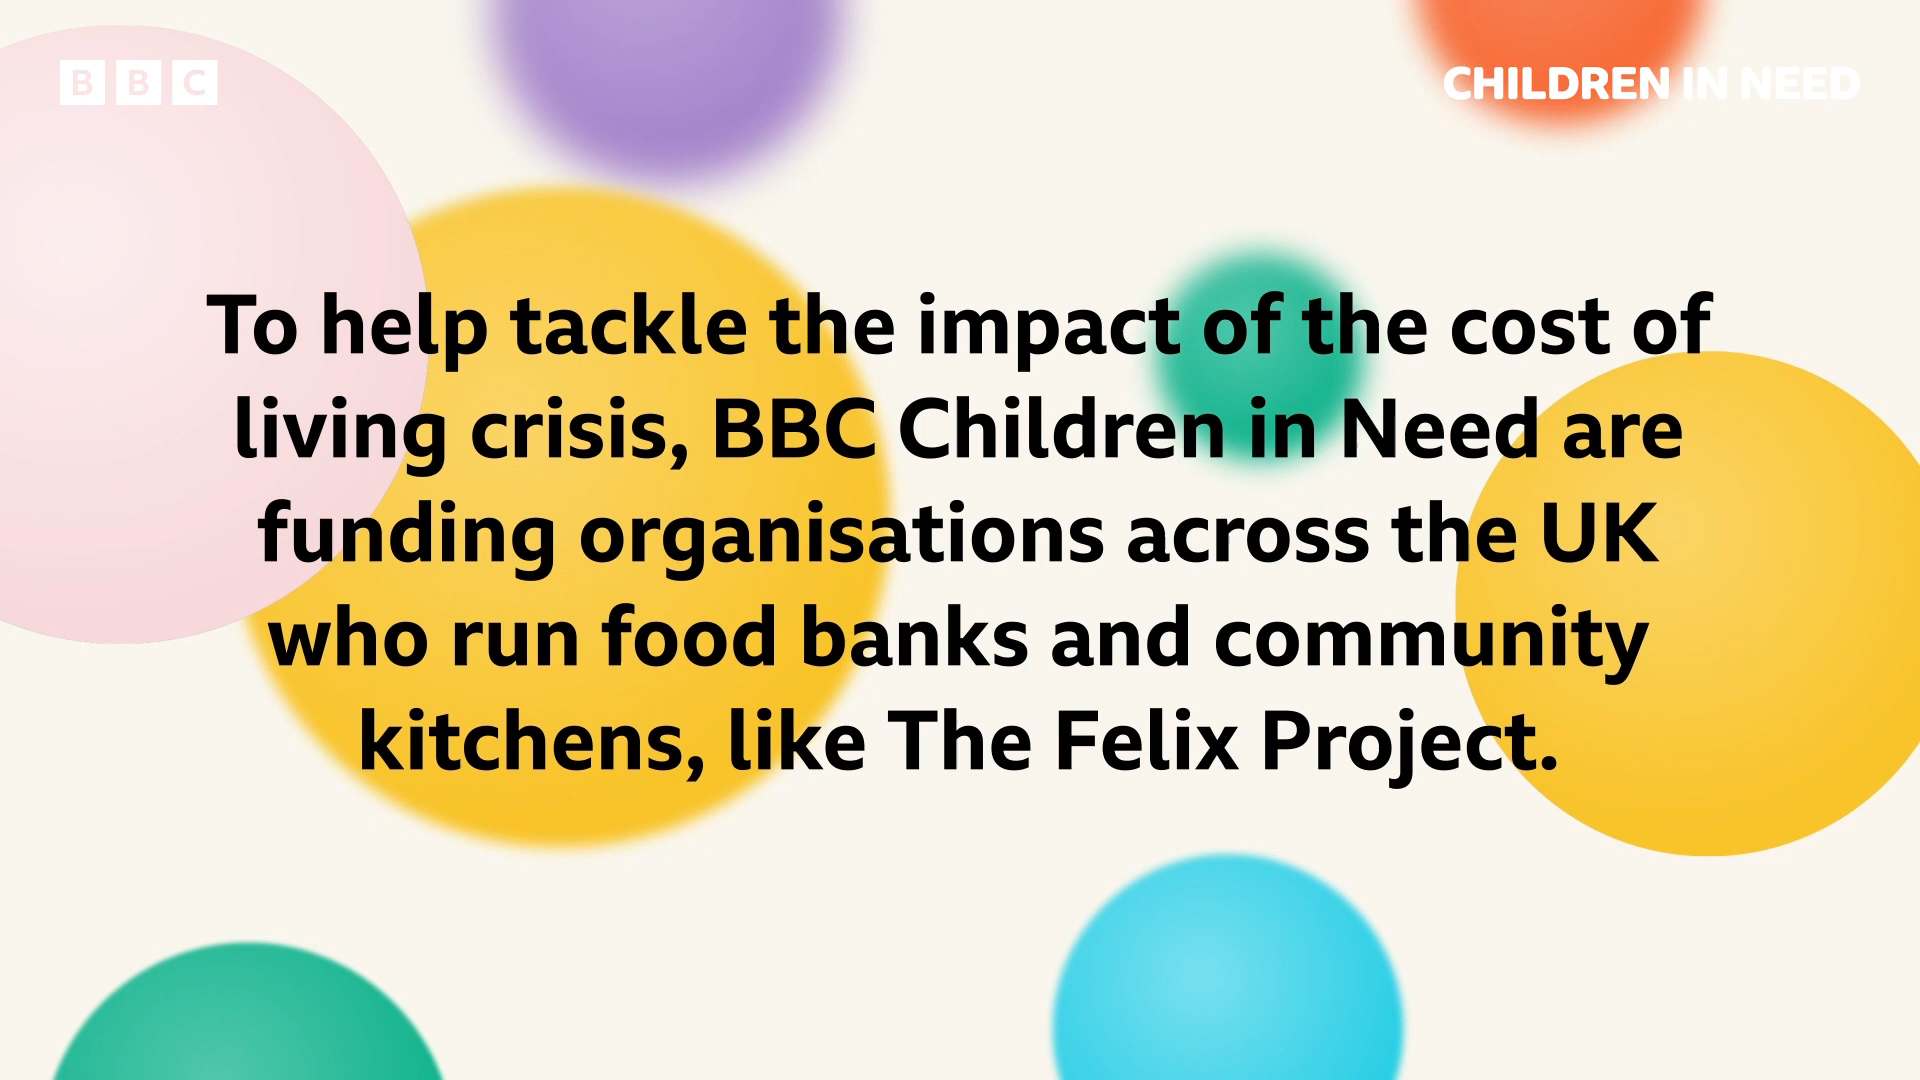 BBC
CHILDREN IN NEED
To help tackle the impact of the cost of
living crisis, BBC Children in Need are
funding organisations across the UK
who run food banks and community
kitchens, like The Felix Project.